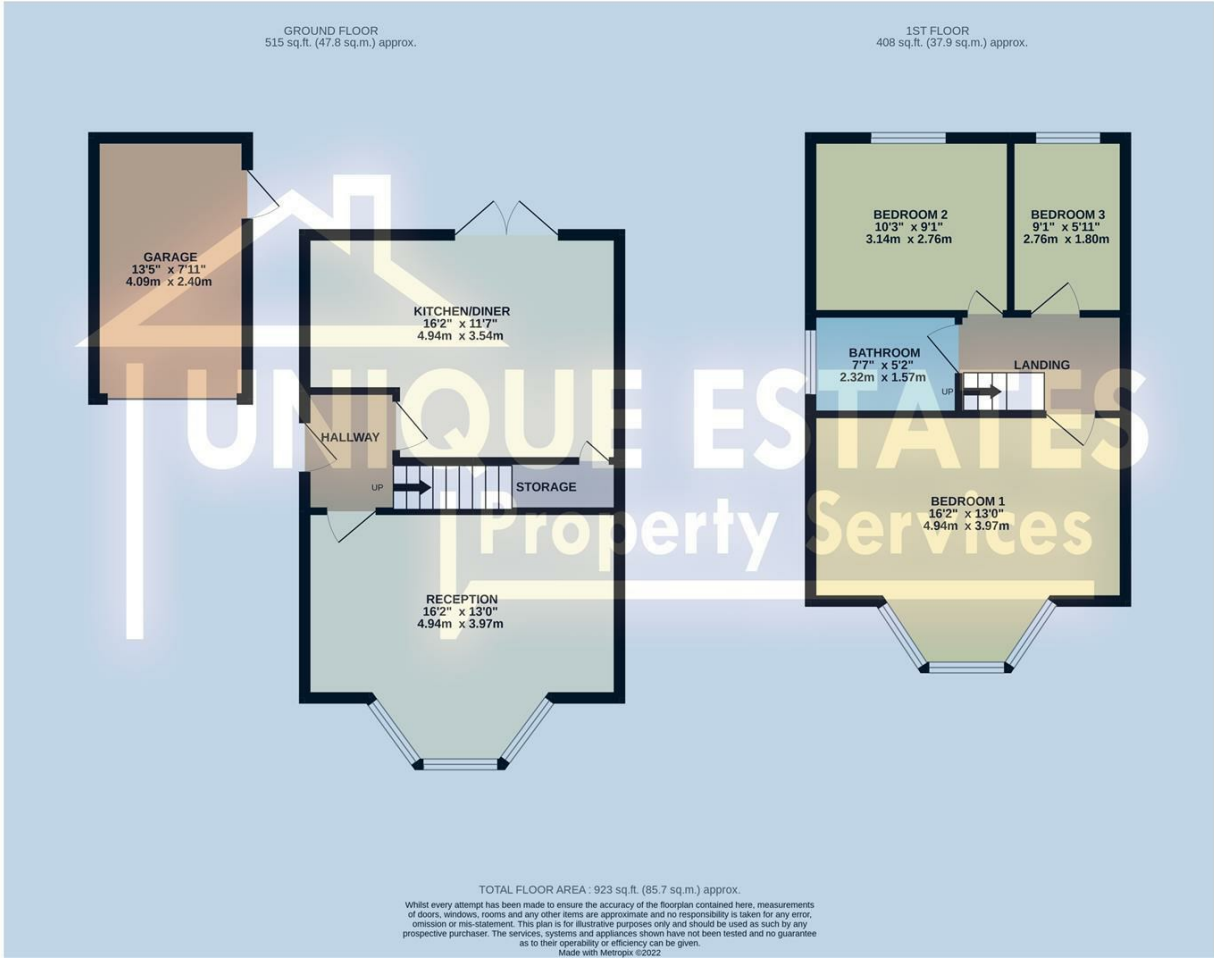 GROUND FLOOR
515 sq.ft. (47.8 sq.m.) approx.
1ST FLOOR
408 sq.ft. (37.9 sq.m.) approx.
GARAGE
13'5" x 7'11"
4.09m x 2.40m
KITCHEN/DINER
16'2" x 11'7"
4.94m x 3.54m
HALLWAY
UP
STORAGE
RECEPTION
16'2" x 13'0"
4.94m x 3.97m
BEDROOM 2
10'3" x 9'1"
3.14m x 2.76m
BEDROOM 3
9'1" x 5'11"
2.76m x 1.80m
BATHROOM
7'7" x 5'2"
2.32m x 1.57m
LANDING
UP
BEDROOM 1
16'2" x 13'0"
4.94m x 3.97m
UNIQUE ESTATES
Property Services
TOTAL FLOOR AREA : 923 sq.ft. (85.7 sq.m.) approx.
Whilst every attempt has been made to ensure the accuracy of the floorplan contained here, measurements
of doors, windows, rooms and any other items are approximate and no responsibility is taken for any error,
omission or mis-statement. This plan is for illustrative purposes only and should be used as such by any
prospective purchaser. The services, systems and appliances shown have not been tested and no guarantee
as to their operability or efficiency can be given.
Made with Metropix ©2022